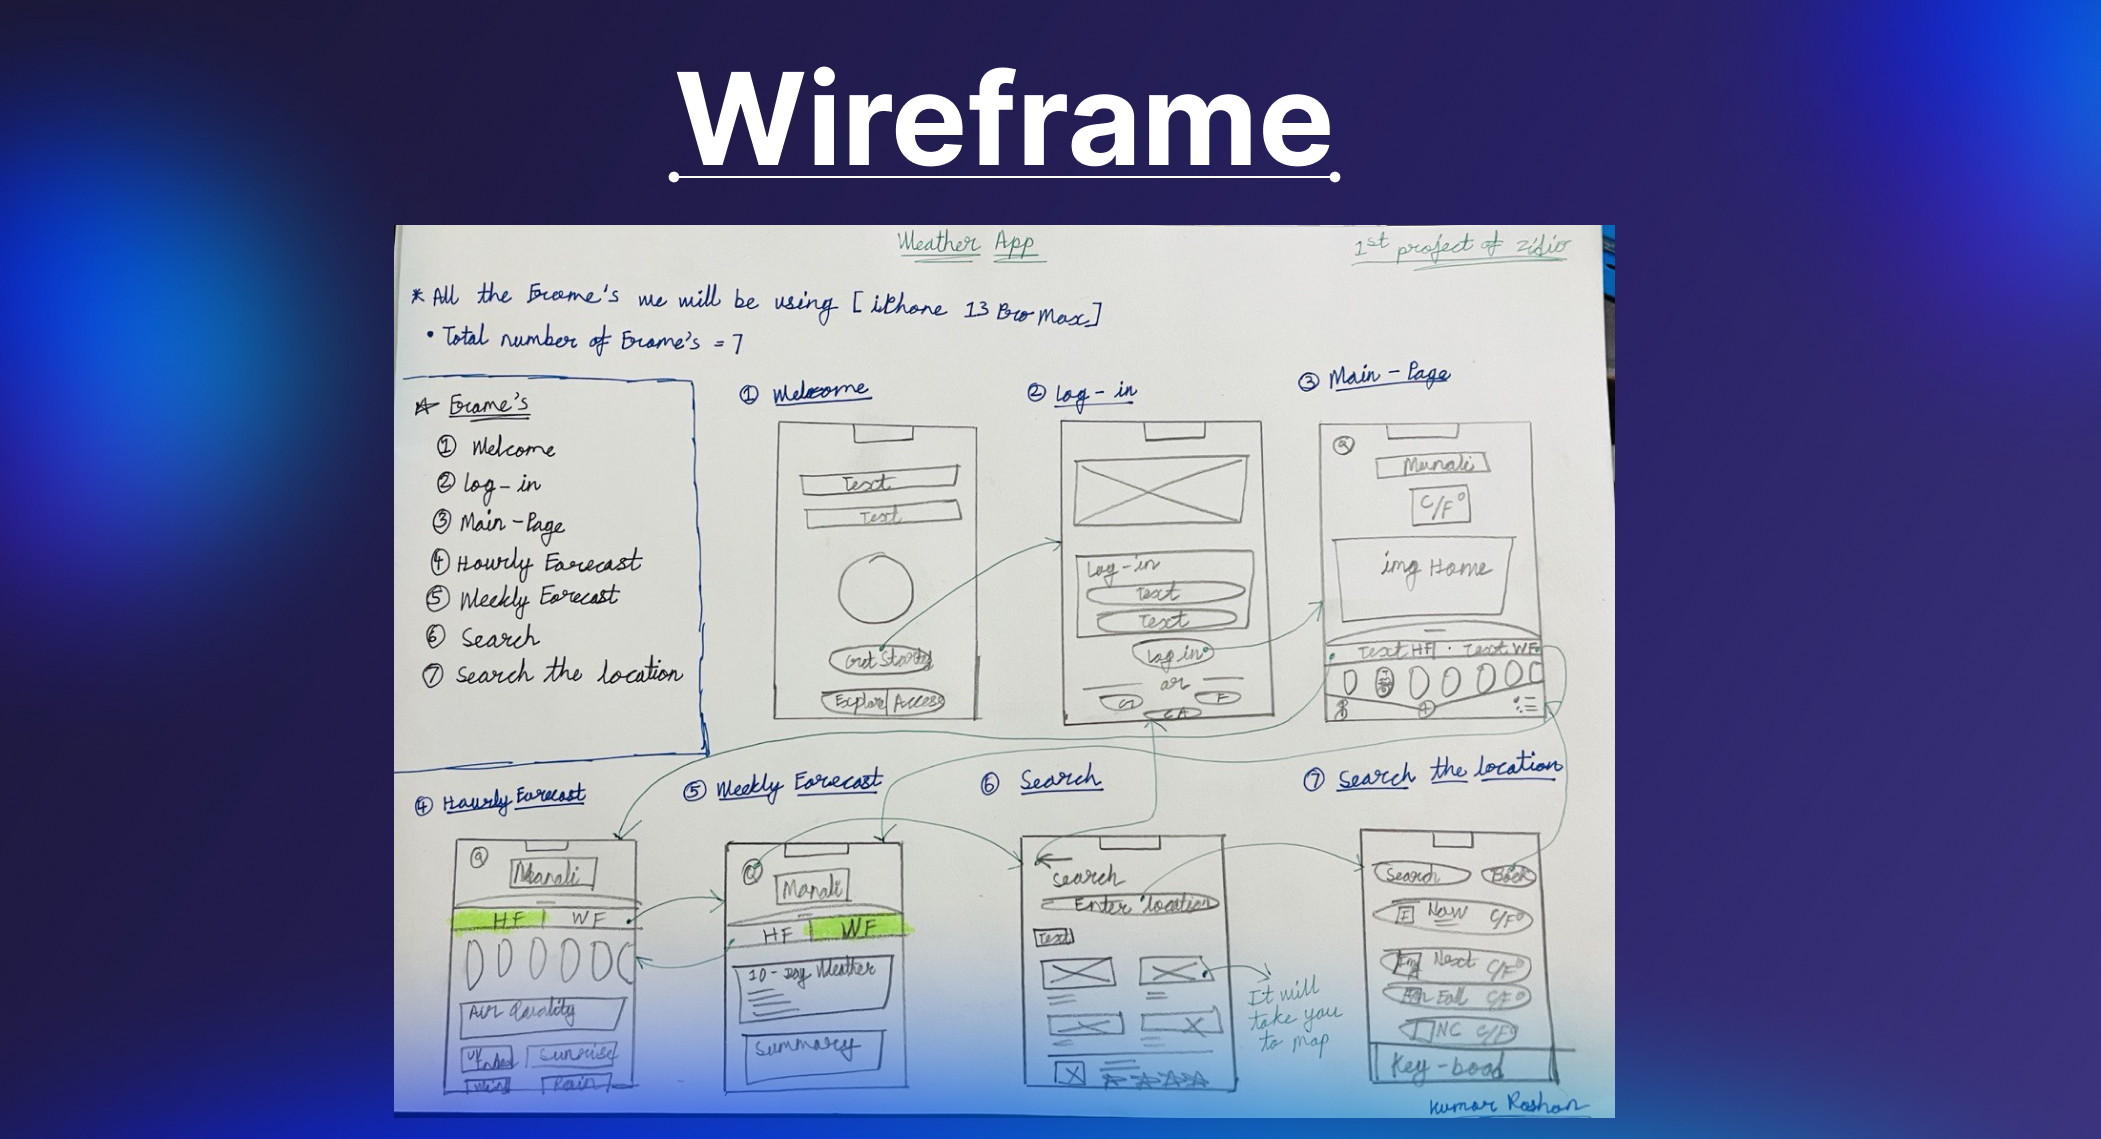 Wireframe
Weather App
1st project of zidio
* All the Frame's we will be using [iPhone 13 Pro Max]
• Total number of Frame's = 7
Frame's
① Welcome
② Log-in
③ Main-Page
④ Hourly Forecast
⑤ Weekly Forecast
⑥ Search
⑦ Search the location
① Welcome
Text
Text
Get Started
Explore Access
② Log-in
Log-in
Text
Text
Log in
or
G F
③ Main-Page
Manali
C/F°
img Home
Text HF · Text WF
④ Hourly Forecast
Manali
HF WF
Air Quality
UV Index Sunrise
Wind Rain
⑤ Weekly Forecast
Manali
HF WF
10-day Weather
Summary
⑥ Search
Search
Enter location
Text
It will
take you
to map
⑦ Search the location
Search Back
Now C/F°
Next C/F°
Fall C/F°
NC C/F°
Key-boad
Kumar Roshan